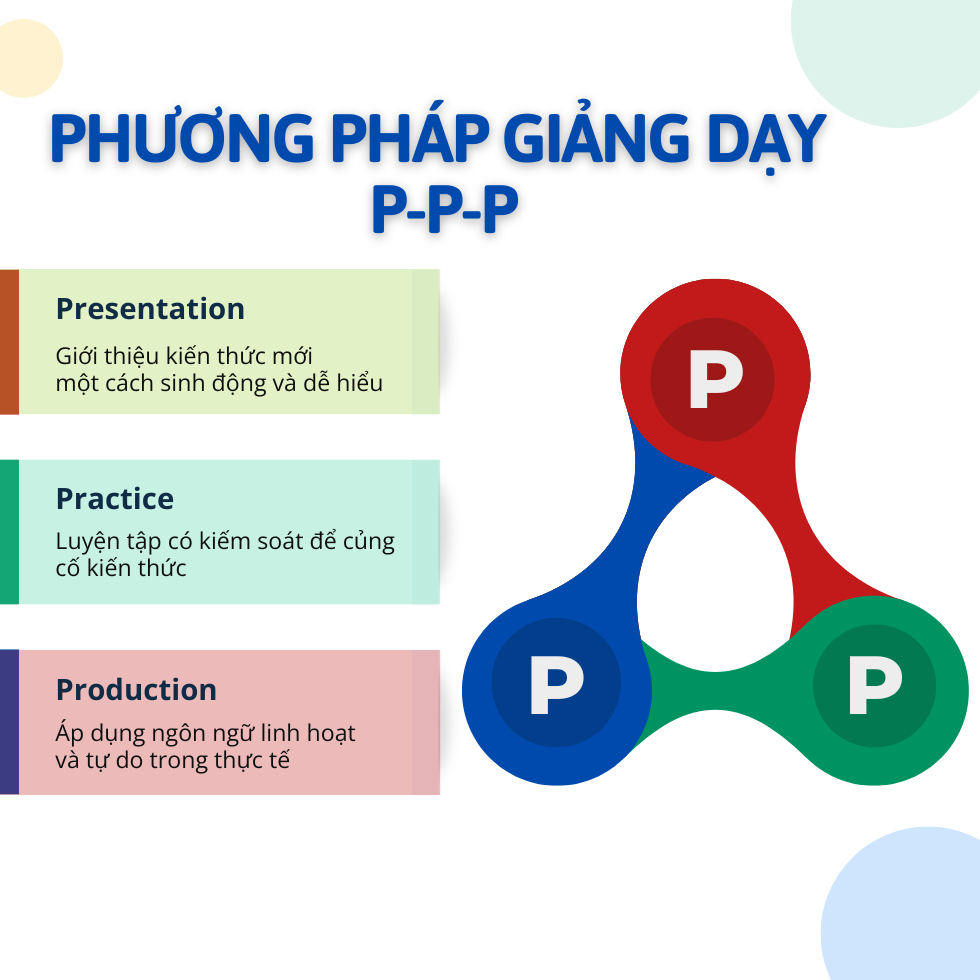 PHƯƠNG PHÁP GIẢNG DẠY
P-P-P
Presentation
Giới thiệu kiến thức mới
một cách sinh động và dễ hiểu
Practice
Luyện tập có kiểm soát để củng
cố kiến thức
Production
Áp dụng ngôn ngữ linh hoạt
và tự do trong thực tế
P
P
P